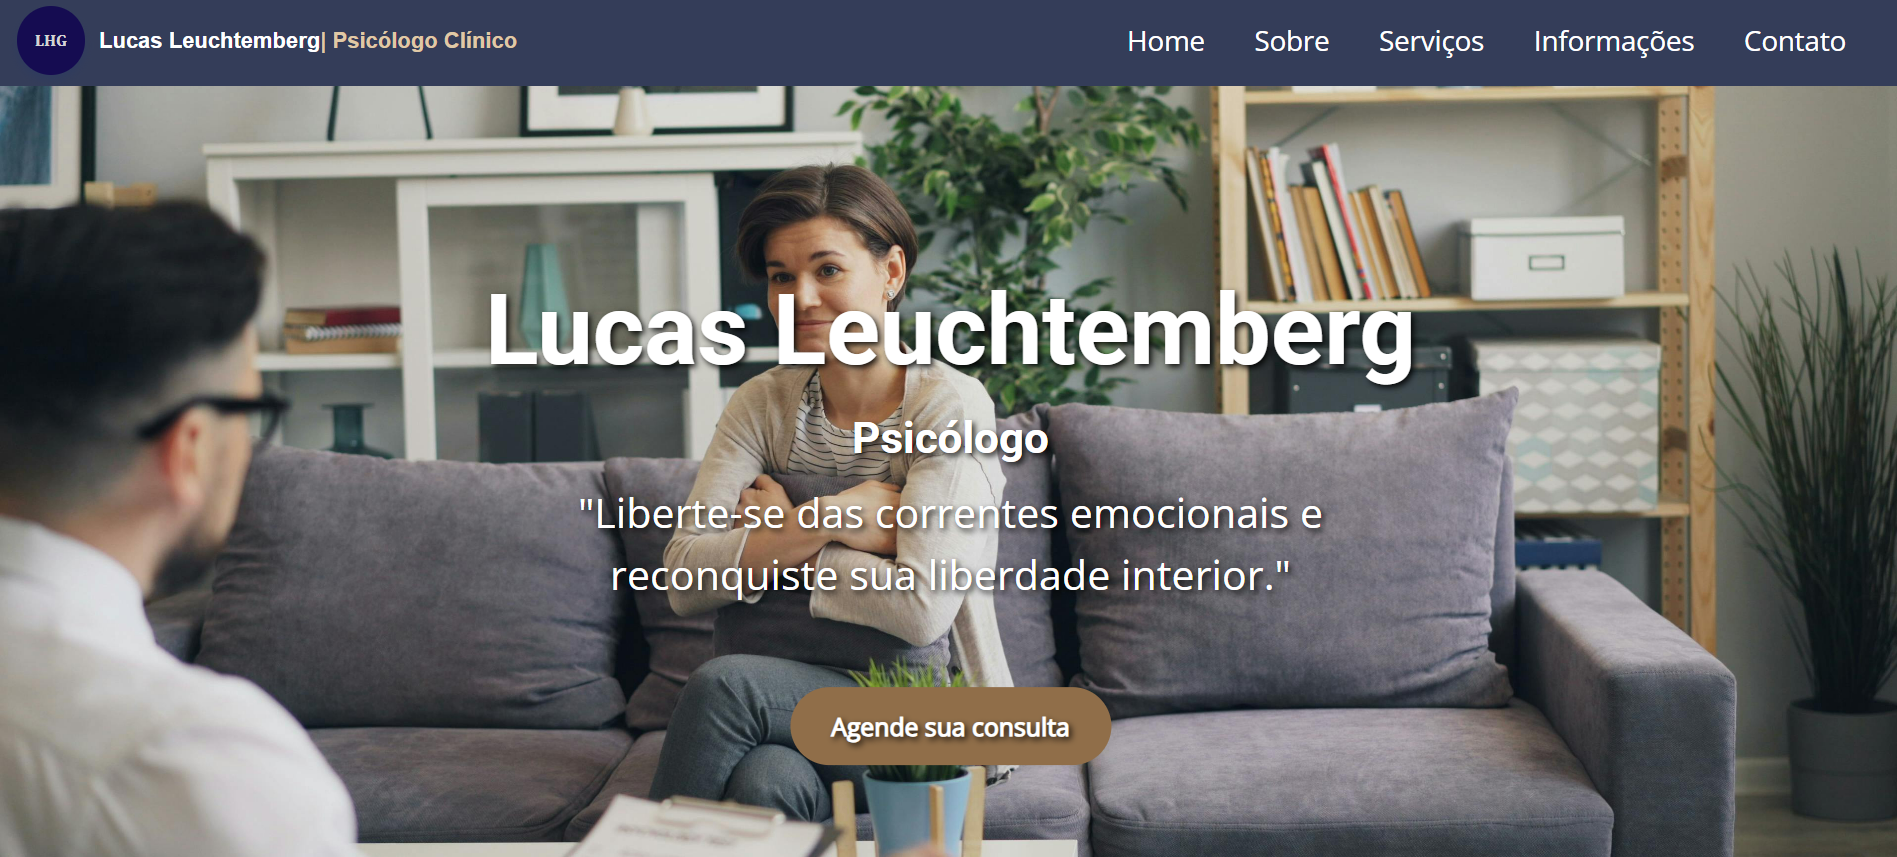 LHG
Lucas Leuchtemberg| Psicólogo Clínico
Home Sobre Serviços Informações Contato
Lucas Leuchtemberg
Psicólogo
"Liberte-se das correntes emocionais e
reconquiste sua liberdade interior."
Agende sua consulta